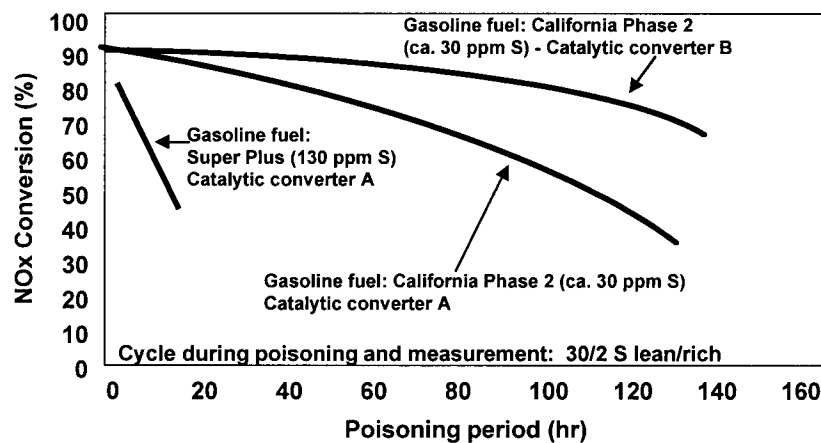 Gasoline fuel: California Phase 2
(ca. 30 ppm S) - Catalytic converter B
100
90
80
70
60
50
40
30
20
10
0
NOx Conversion (%)
Gasoline fuel:
Super Plus (130 ppm S)
Catalytic converter A
Gasoline fuel: California Phase 2 (ca. 30 ppm S)
Catalytic converter A
Cycle during poisoning and measurement: 30/2 S lean/rich
0 20 40 60 80 100 120 140 160
Poisoning period (hr)